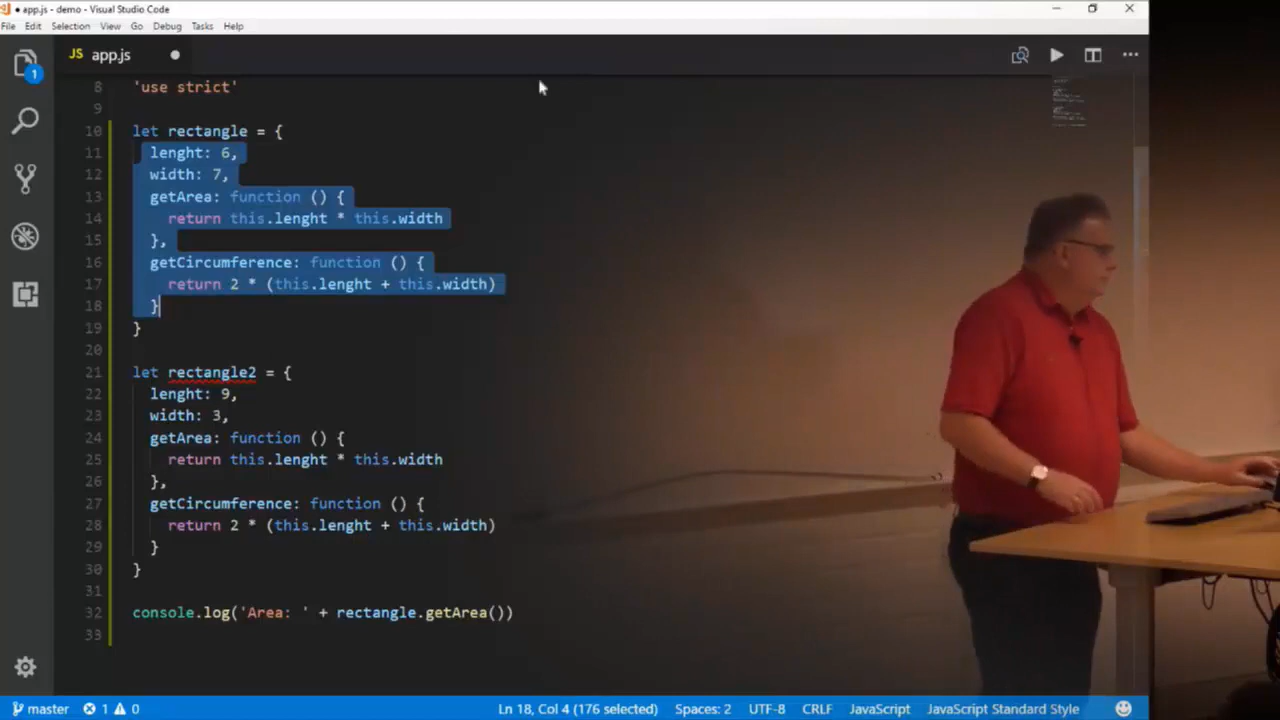 app.js - demo - Visual Studio Code
File Edit Selection View Go Debug Tasks Help
1
JS app.js
8 'use strict'
9
10 let rectangle = {
11 lenght: 6,
12 width: 7,
13 getArea: function () {
14 return this.lenght * this.width
15 },
16 getCircumference: function () {
17 return 2 * (this.lenght + this.width)
18 }
19 }
20
21 let rectangle2 = {
22 lenght: 9,
23 width: 3,
24 getArea: function () {
25 return this.lenght * this.width
26 },
27 getCircumference: function () {
28 return 2 * (this.lenght + this.width)
29 }
30 }
31
32 console.log('Area: ' + rectangle.getArea())
33
master 1 0 Ln 18, Col 4 (176 selected) Spaces: 2 UTF-8 CRLF JavaScript JavaScript Standard Style